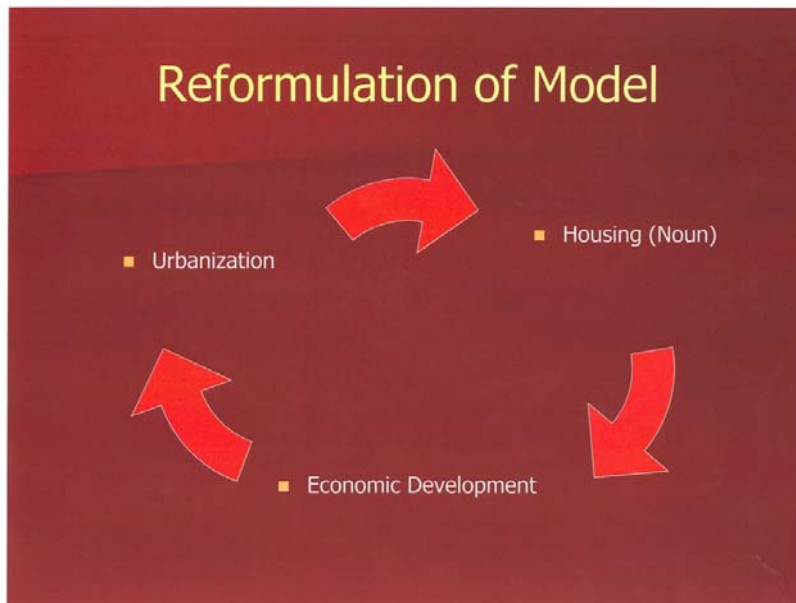 Reformulation of Model
Housing (Noun)
Urbanization
Economic Development